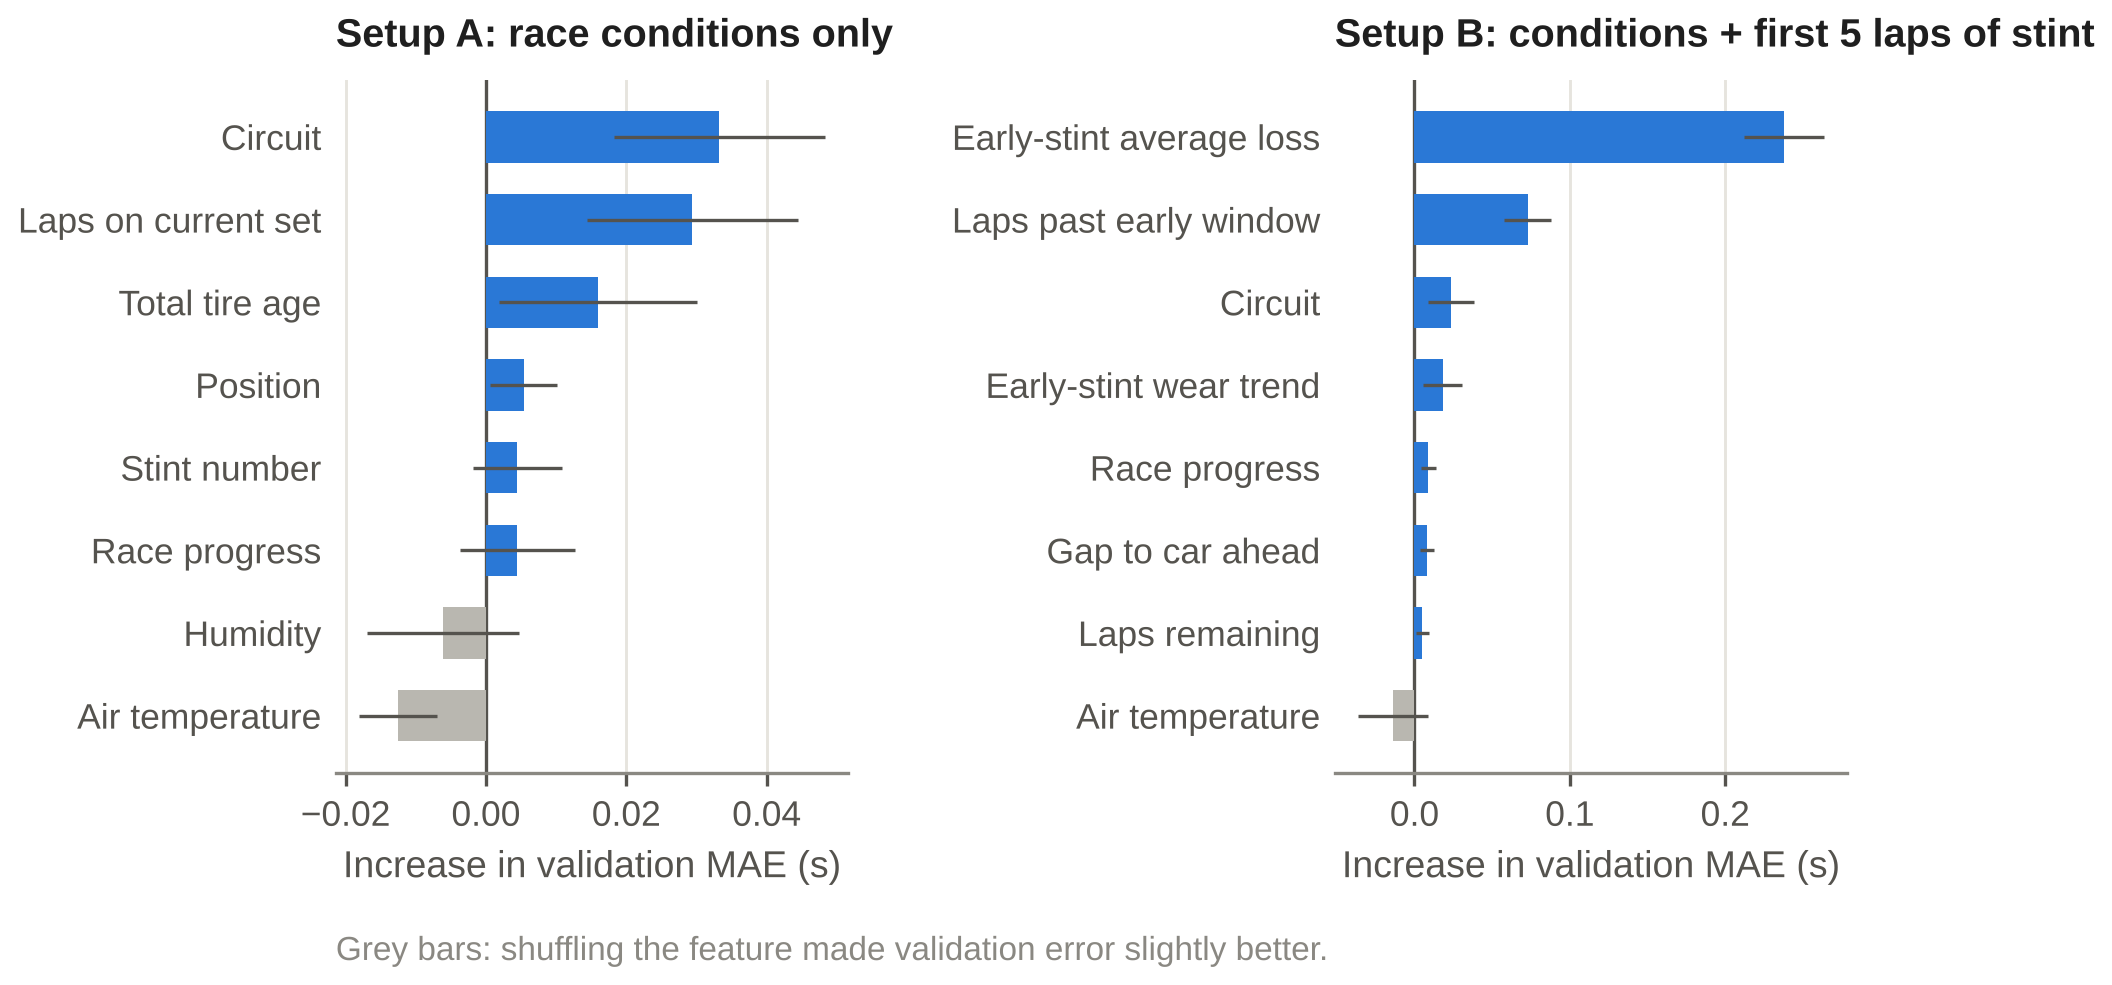 Setup A: race conditions only
Circuit
Laps on current set
Total tire age
Position
Stint number
Race progress
Humidity
Air temperature
−0.02 0.00 0.02 0.04
Increase in validation MAE (s)
Setup B: conditions + first 5 laps of stint
Early-stint average loss
Laps past early window
Circuit
Early-stint wear trend
Race progress
Gap to car ahead
Laps remaining
Air temperature
0.0 0.1 0.2
Increase in validation MAE (s)
Grey bars: shuffling the feature made validation error slightly better.